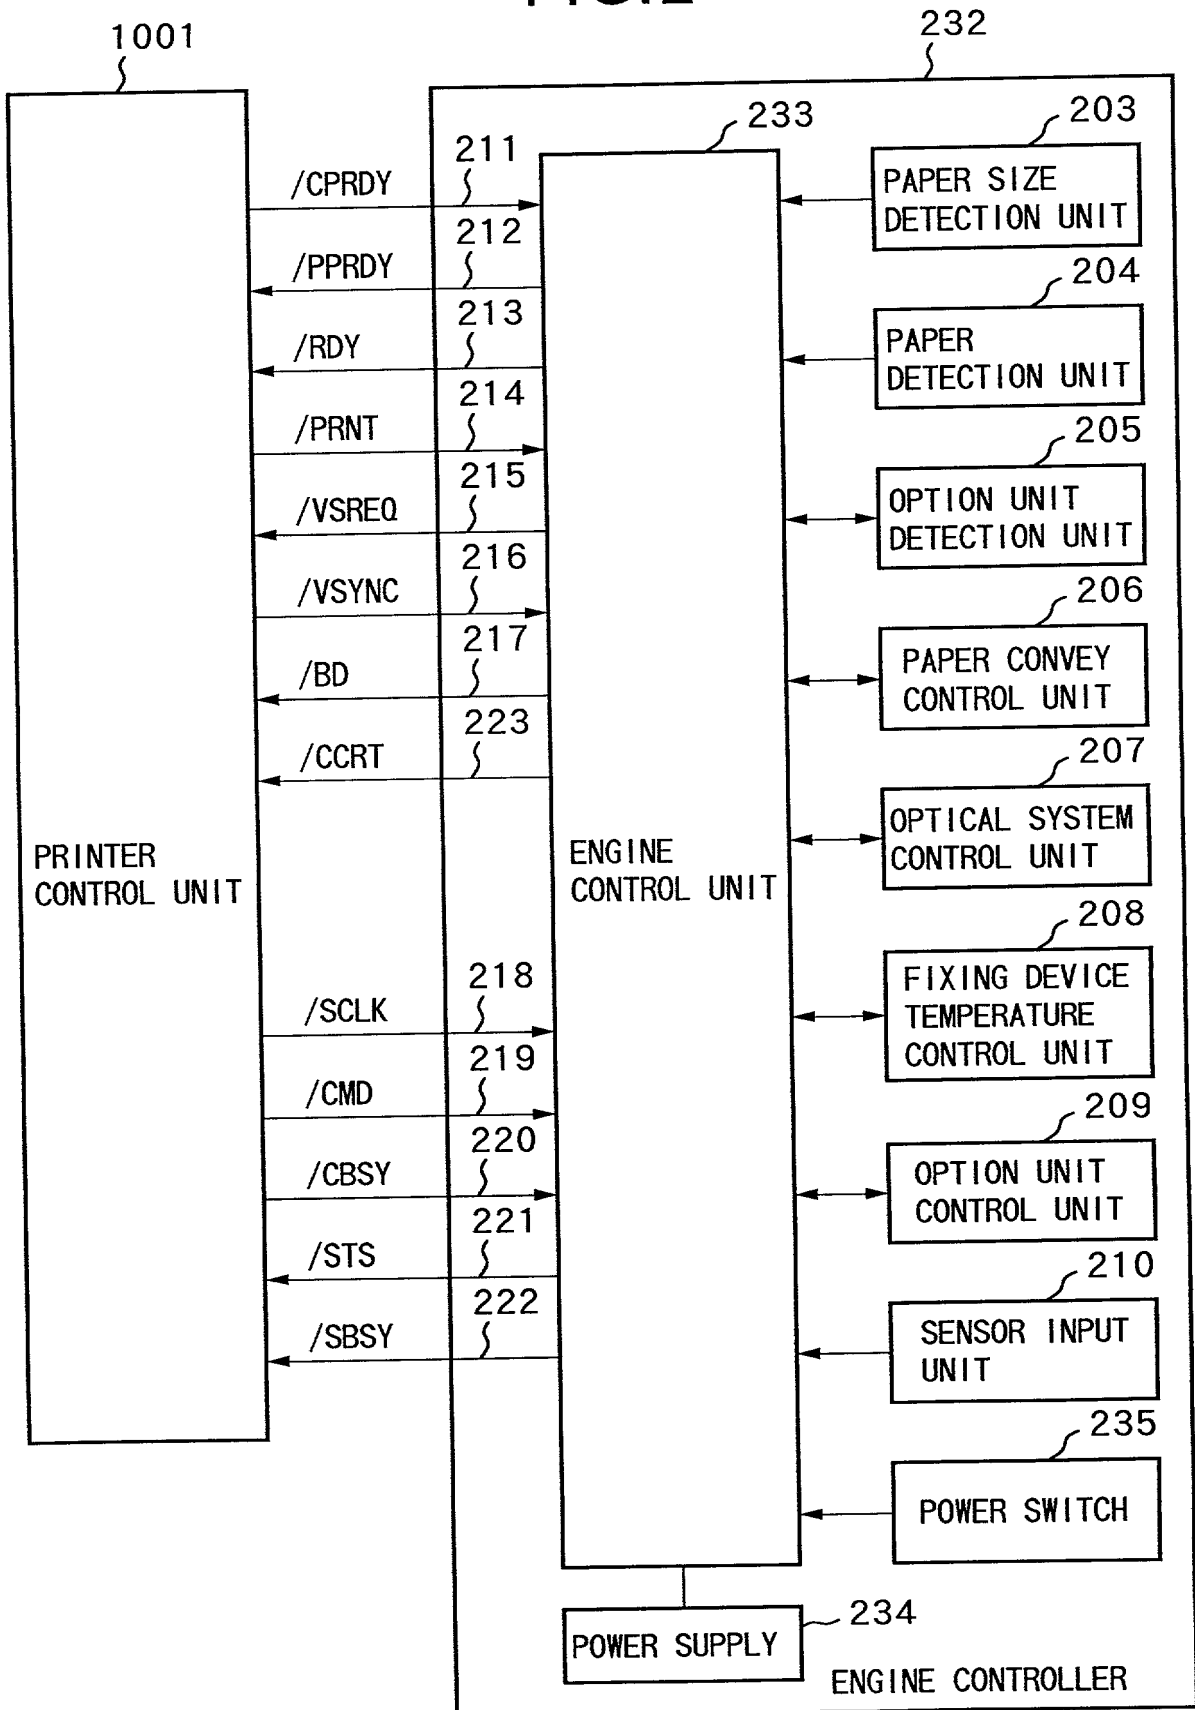 1001
232
233
203
PAPER SIZE
DETECTION UNIT
/CPRDY
211
/PPRDY
212
204
PAPER
DETECTION UNIT
/RDY
213
/PRNT
214
205
OPTION UNIT
DETECTION UNIT
/VSREQ
215
/VSYNC
216
206
PAPER CONVEY
CONTROL UNIT
/BD
217
/CCRT
223
207
OPTICAL SYSTEM
CONTROL UNIT
PRINTER
CONTROL UNIT
ENGINE
CONTROL UNIT
208
FIXING DEVICE
TEMPERATURE
CONTROL UNIT
/SCLK
218
/CMD
219
209
OPTION UNIT
CONTROL UNIT
/CBSY
220
/STS
221
210
SENSOR INPUT
UNIT
/SBSY
222
235
POWER SWITCH
234
POWER SUPPLY
ENGINE CONTROLLER